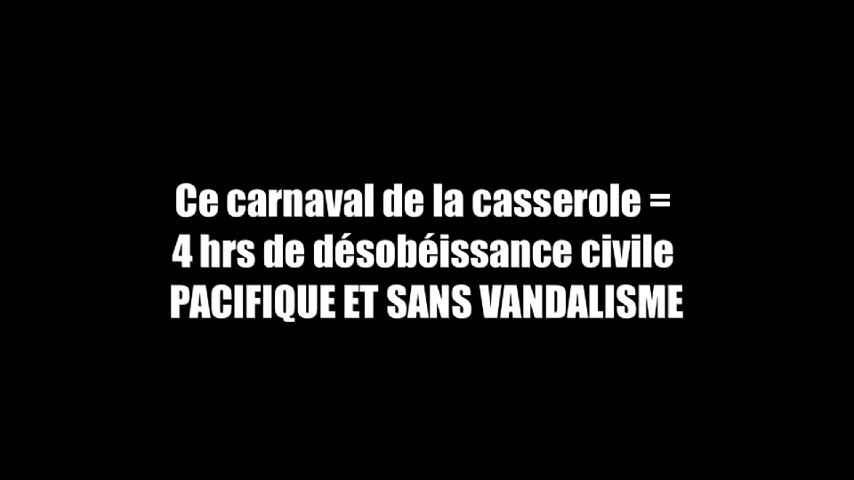 Ce carnaval de la casserole =
4 hrs de désobéissance civile
PACIFIQUE ET SANS VANDALISME